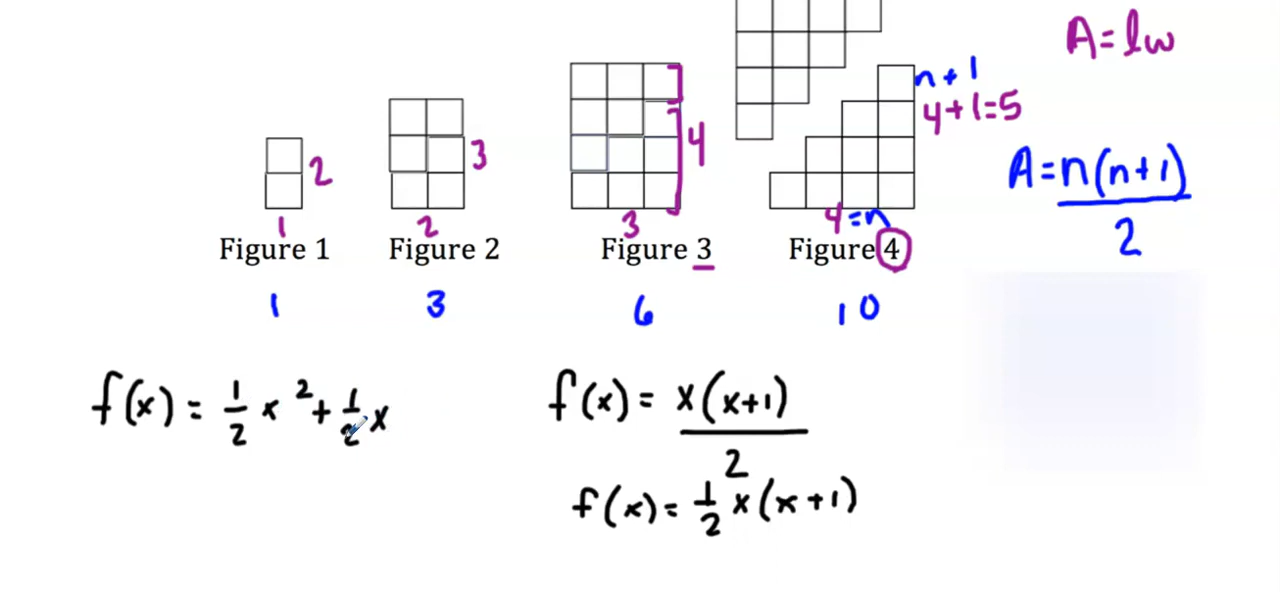 A = lw
n + 1
4 + 1 = 5
2
3
4
A = n(n+1)
2
1
2
3
4 = n
Figure 1
Figure 2
Figure 3
Figure 4
1
3
6
10
f(x) = 1/2 x² + 1/2 x
f(x) = x(x+1)
2
f(x) = 1/2 x(x+1)